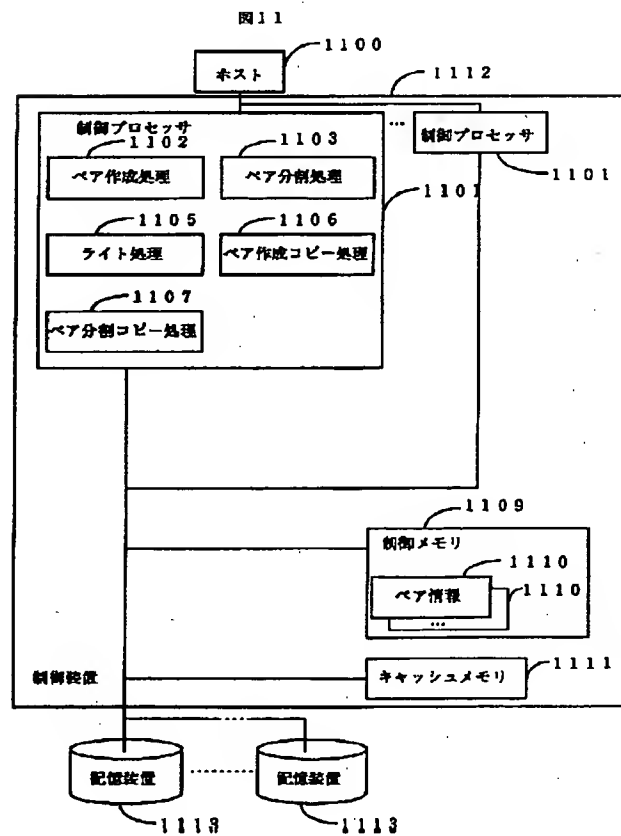 図11
1100
ホスト
1112
制御プロセッサ
1102
ペア作成処理
1103
ペア分割処理
…
制御プロセッサ
1101
1101
1105
ライト処理
1106
ペア作成コピー処理
1107
ペア分割コピー処理
1109
制御メモリ
1110
ペア情報
1110
…
制御装置
キャッシュメモリ
1111
記憶装置
記憶装置
1113
1113